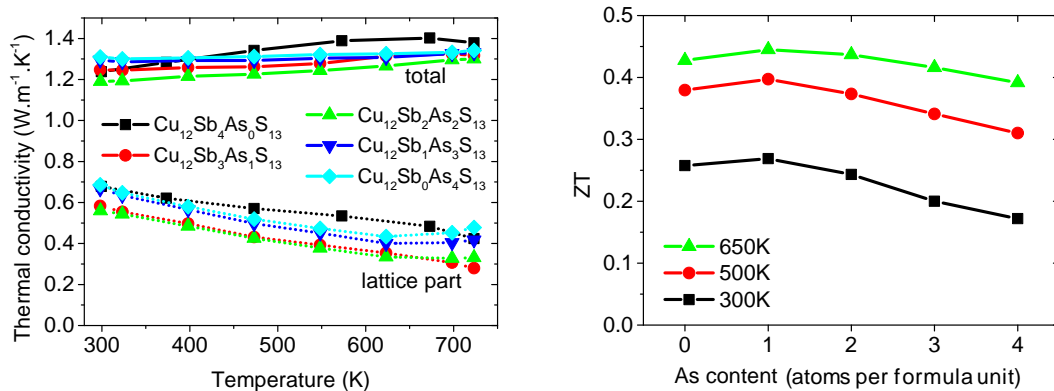 Thermal conductivity (W.m⁻¹.K⁻¹)
1.4
1.2
1.0
0.8
0.6
0.4
0.2
0.0
total
Cu₁₂Sb₄As₀S₁₃
Cu₁₂Sb₃As₁S₁₃
Cu₁₂Sb₂As₂S₁₃
Cu₁₂Sb₁As₃S₁₃
Cu₁₂Sb₀As₄S₁₃
lattice part
300 400 500 600 700
Temperature (K)
ZT
0.5
0.4
0.3
0.2
0.1
0.0
650K
500K
300K
0 1 2 3 4
As content (atoms per formula unit)